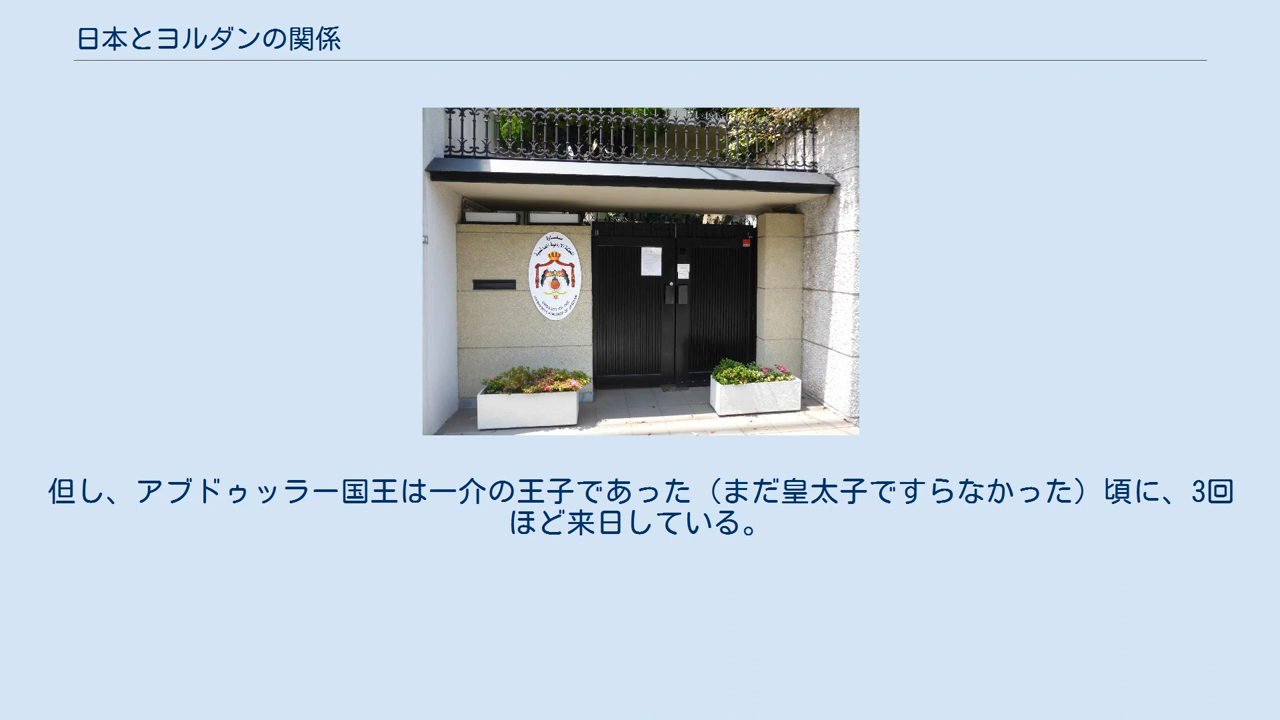 日本とヨルダンの関係
但し、アブドゥッラー国王は一介の王子であった（まだ皇太子ですらなかった）頃に、3回
ほど来日している。